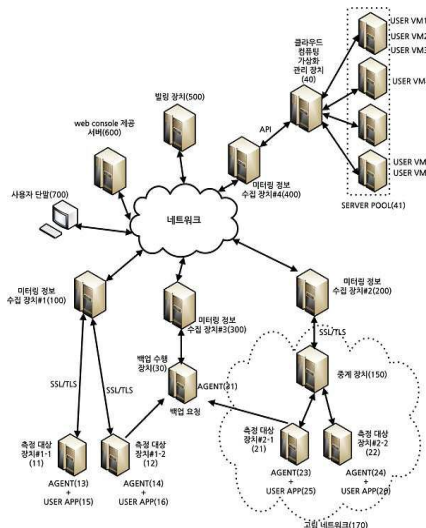 USER VM1
USER VM2
USER VM3
클라우드
컴퓨팅
가상화
관리 장치
(40)
USER VM
빌링 장치(500)
web console 제공
서버(600)
API
미터링 정보
수집 장치#4(400)
USER VM
USER VM
SERVER POOL(41)
사용자 단말(700)
네트워크
미터링 정보
수집 장치#1(100)
미터링 정보
수집 장치#3(300)
미터링 정보
수집 장치#2(200)
SSL/TLS
SSL/TLS
SSL/TLS
백업 수행
장치(30)
AGENT(31)
백업 요청
중계 장치(150)
측정 대상
장치#1-1
(11)
측정 대상
장치#1-2
(12)
측정 대상
장치#2-1
(21)
측정 대상
장치#2-2
(22)
AGENT(13)
+
USER APP(15)
AGENT(14)
+
USER APP(16)
AGENT(23)
+
USER APP(25)
AGENT(24)
+
USER APP(26)
고립 네트워크(170)